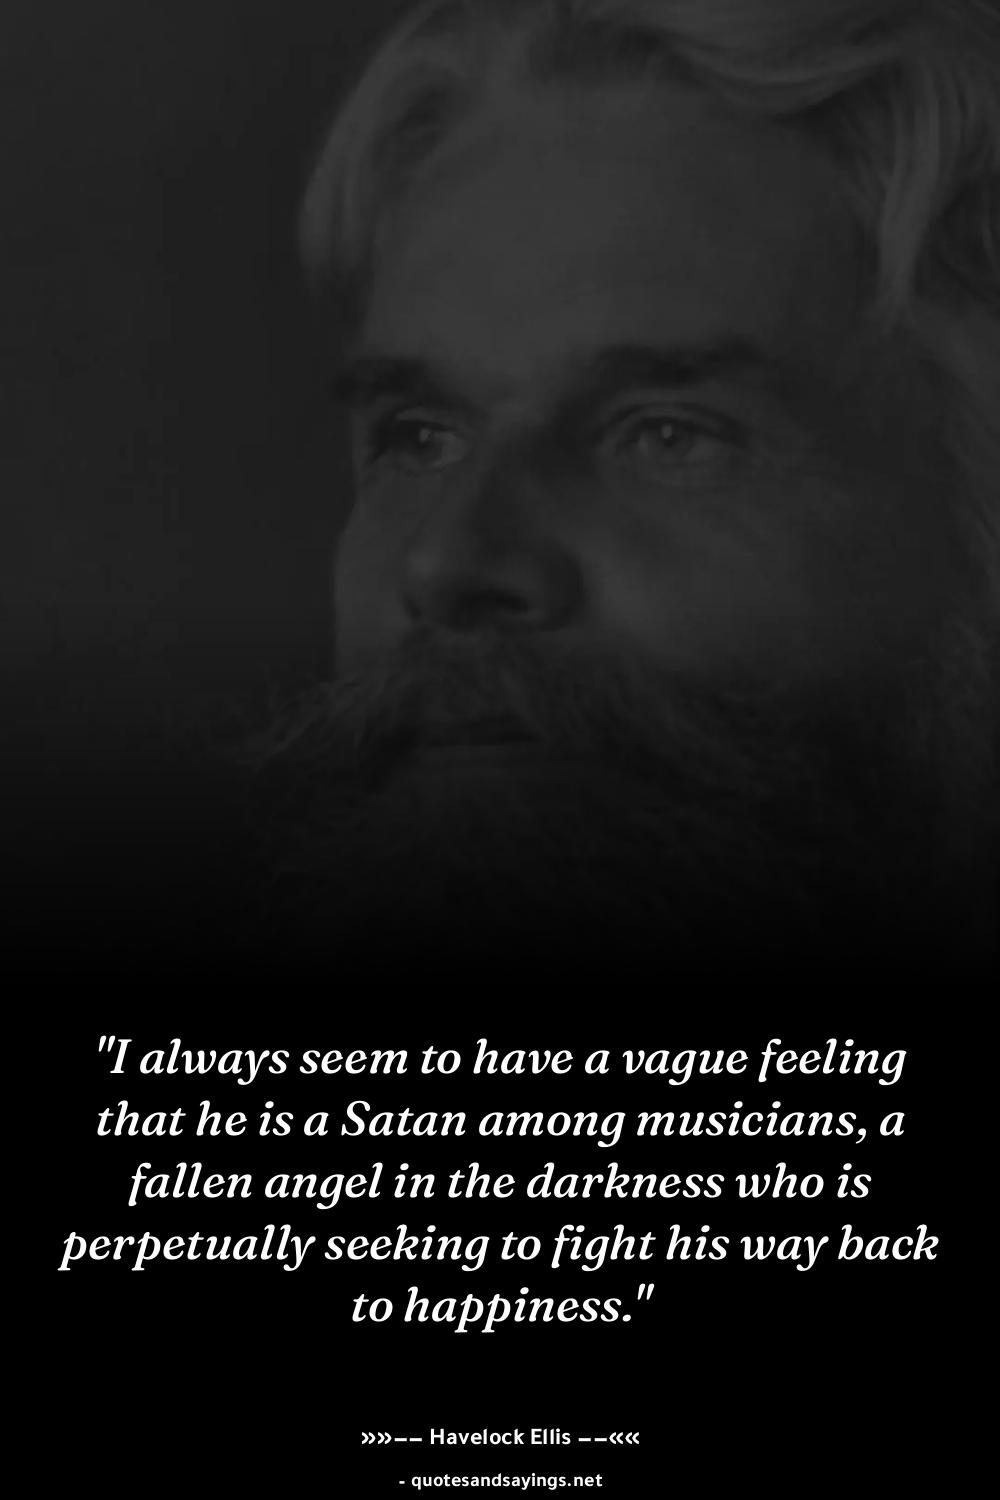 "I always seem to have a vague feeling
that he is a Satan among musicians, a
fallen angel in the darkness who is
perpetually seeking to fight his way back
to happiness."
»»−− Havelock Ellis −−««
- quotesandsayings.net